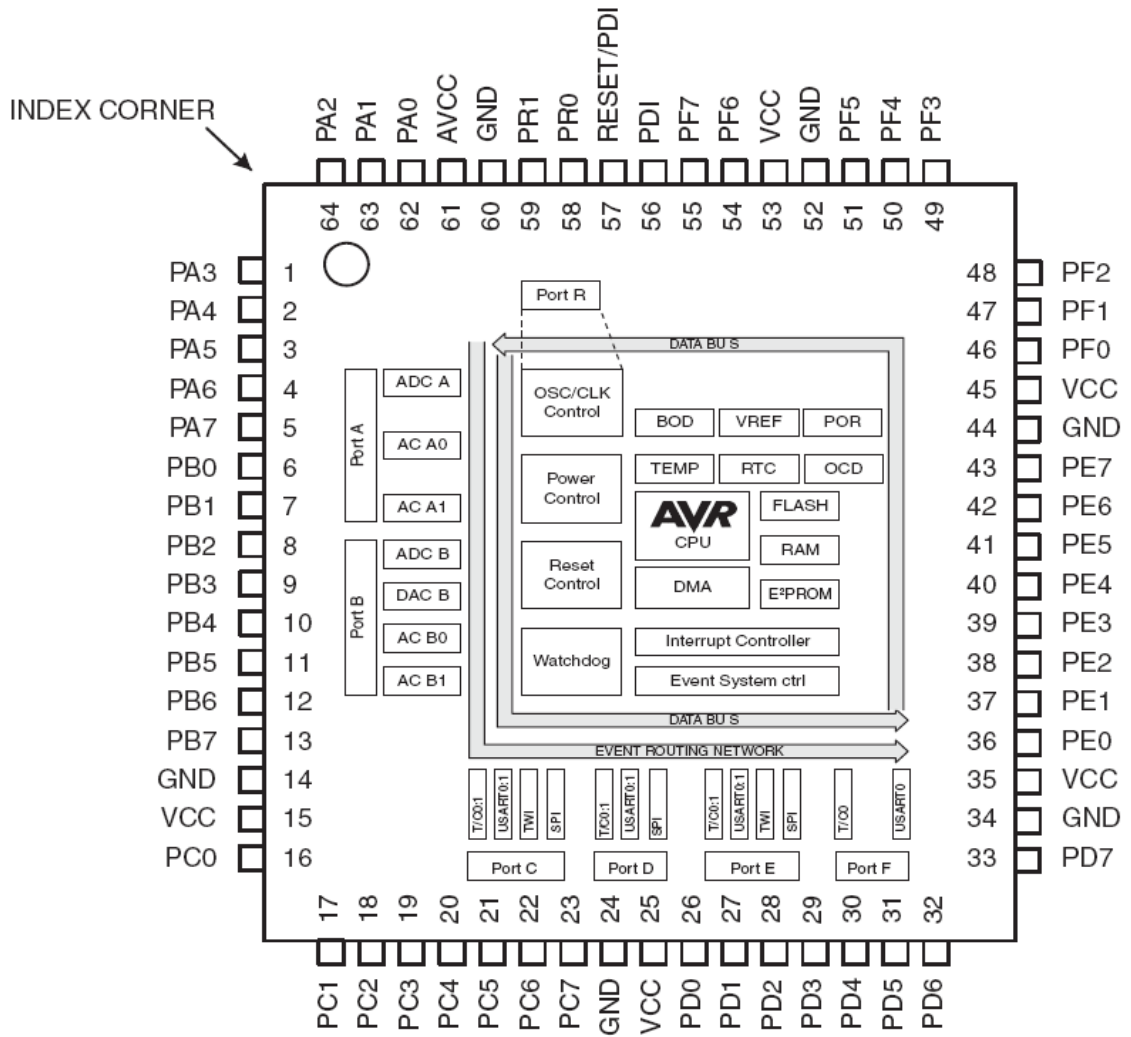 INDEX CORNER
PA2
PA1
PA0
AVCC
GND
PR1
PR0
RESET/PDI
PDI
PF7
PF6
VCC
GND
PF5
PF4
PF3
64
63
62
61
60
59
58
57
56
55
54
53
52
51
50
49
PA3 1
PA4 2
PA5 3
PA6 4
PA7 5
PB0 6
PB1 7
PB2 8
PB3 9
PB4 10
PB5 11
PB6 12
PB7 13
GND 14
VCC 15
PC0 16
48 PF2
47 PF1
46 PF0
45 VCC
44 GND
43 PE7
42 PE6
41 PE5
40 PE4
39 PE3
38 PE2
37 PE1
36 PE0
35 VCC
34 GND
33 PD7
Port R
DATA BUS
Port A
ADC A
AC A0
AC A1
Port B
ADC B
DAC B
AC B0
AC B1
OSC/CLK
Control
Power
Control
Reset
Control
Watchdog
BOD
VREF
POR
TEMP
RTC
OCD
AVR
CPU
FLASH
RAM
DMA
E²PROM
Interrupt Controller
Event System ctrl
DATA BUS
EVENT ROUTING NETWORK
T/C0:1
USART0:1
TWI
SPI
T/C0:1
USART0:1
SPI
T/C0:1
USART0:1
TWI
SPI
T/C0
USART0
Port C
Port D
Port E
Port F
17
18
19
20
21
22
23
24
25
26
27
28
29
30
31
32
PC1
PC2
PC3
PC4
PC5
PC6
PC7
GND
VCC
PD0
PD1
PD2
PD3
PD4
PD5
PD6